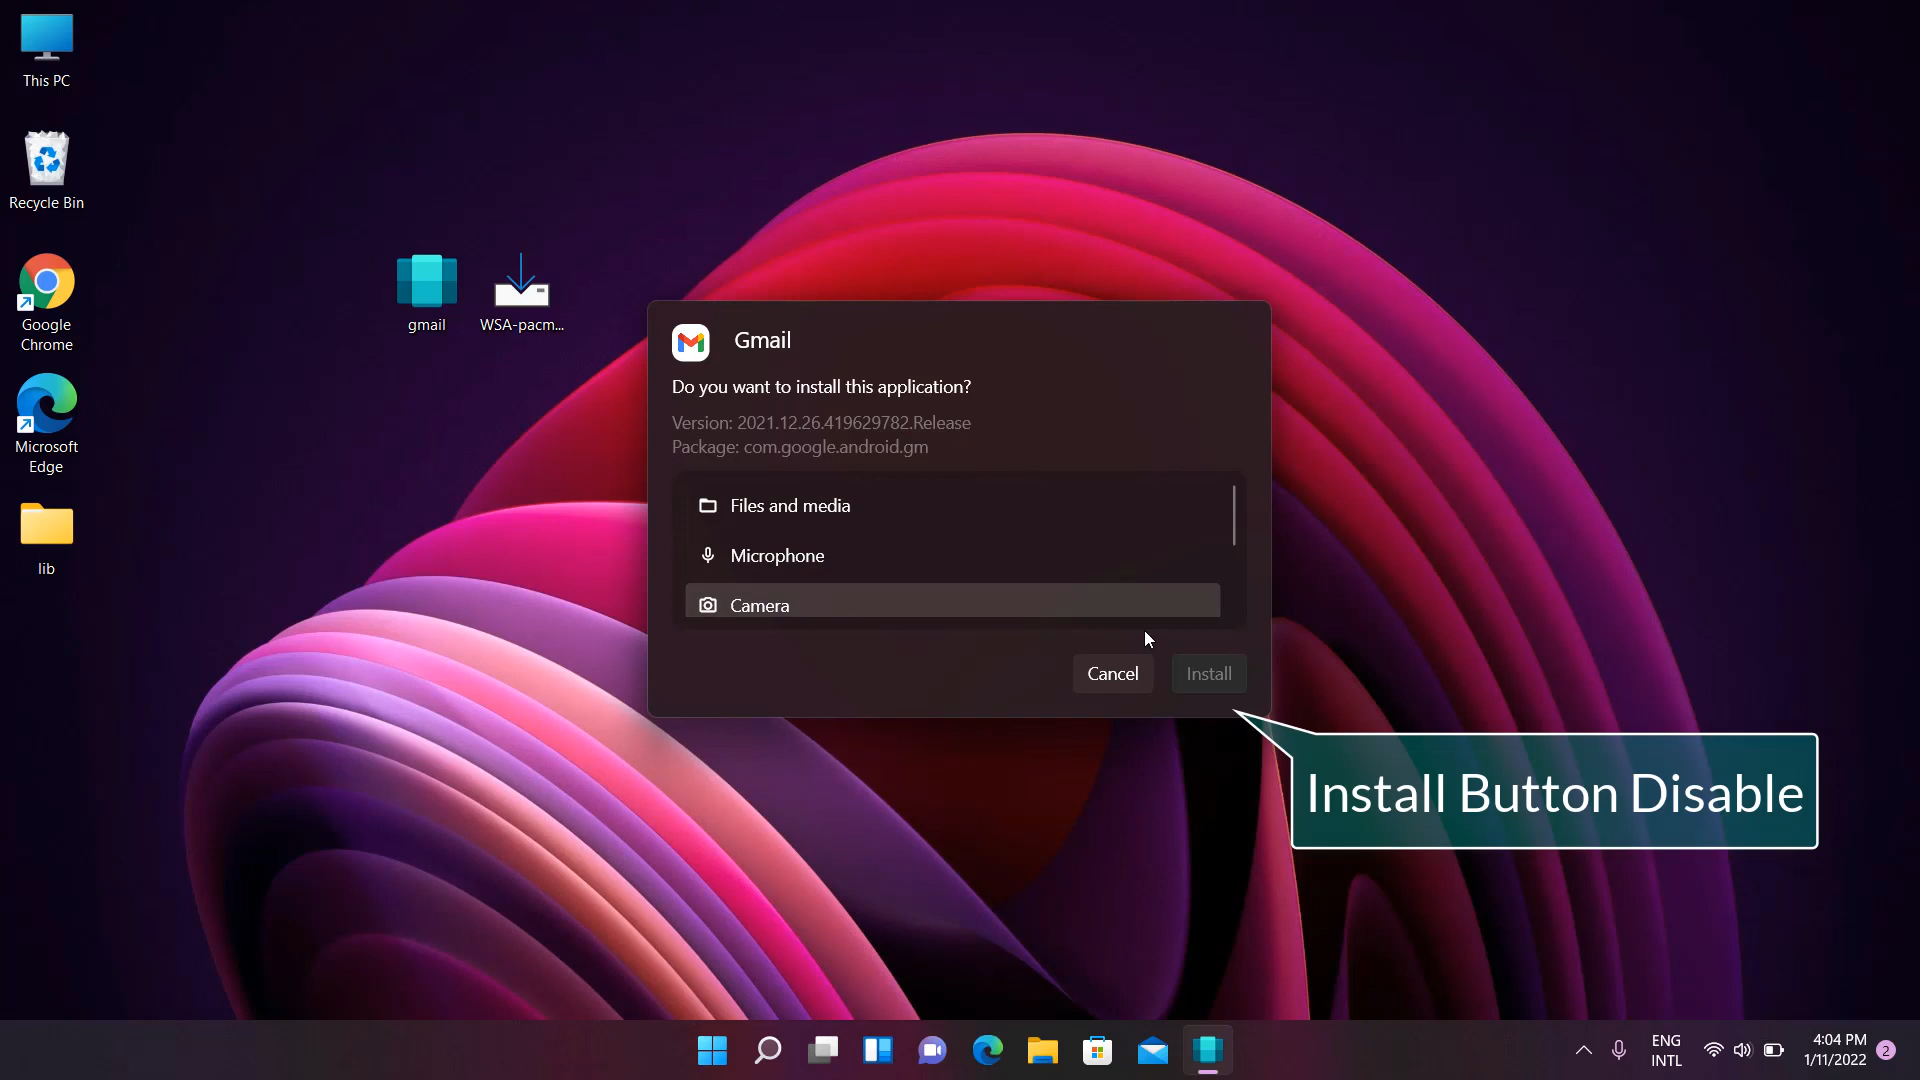 This PC
Recycle Bin
Google
Chrome
Microsoft
Edge
lib
gmail
WSA-pacm...
Gmail
Do you want to install this application?
Version: 2021.12.26.419629782.Release
Package: com.google.android.gm
Files and media
Microphone
Camera
Cancel
Install
Install Button Disable
ENG
INTL
4:04 PM
1/11/2022
2